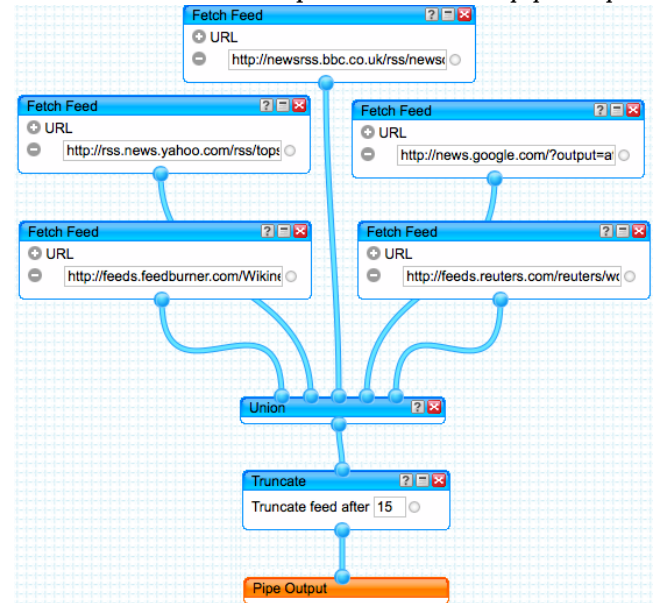 Fetch Feed
URL
http://newsrss.bbc.co.uk/rss/news
Fetch Feed
URL
http://rss.news.yahoo.com/rss/tops
Fetch Feed
URL
http://news.google.com/?output=a
Fetch Feed
URL
http://feeds.feedburner.com/Wikine
Fetch Feed
URL
http://feeds.reuters.com/reuters/wo
Union
Truncate
Truncate feed after 15
Pipe Output